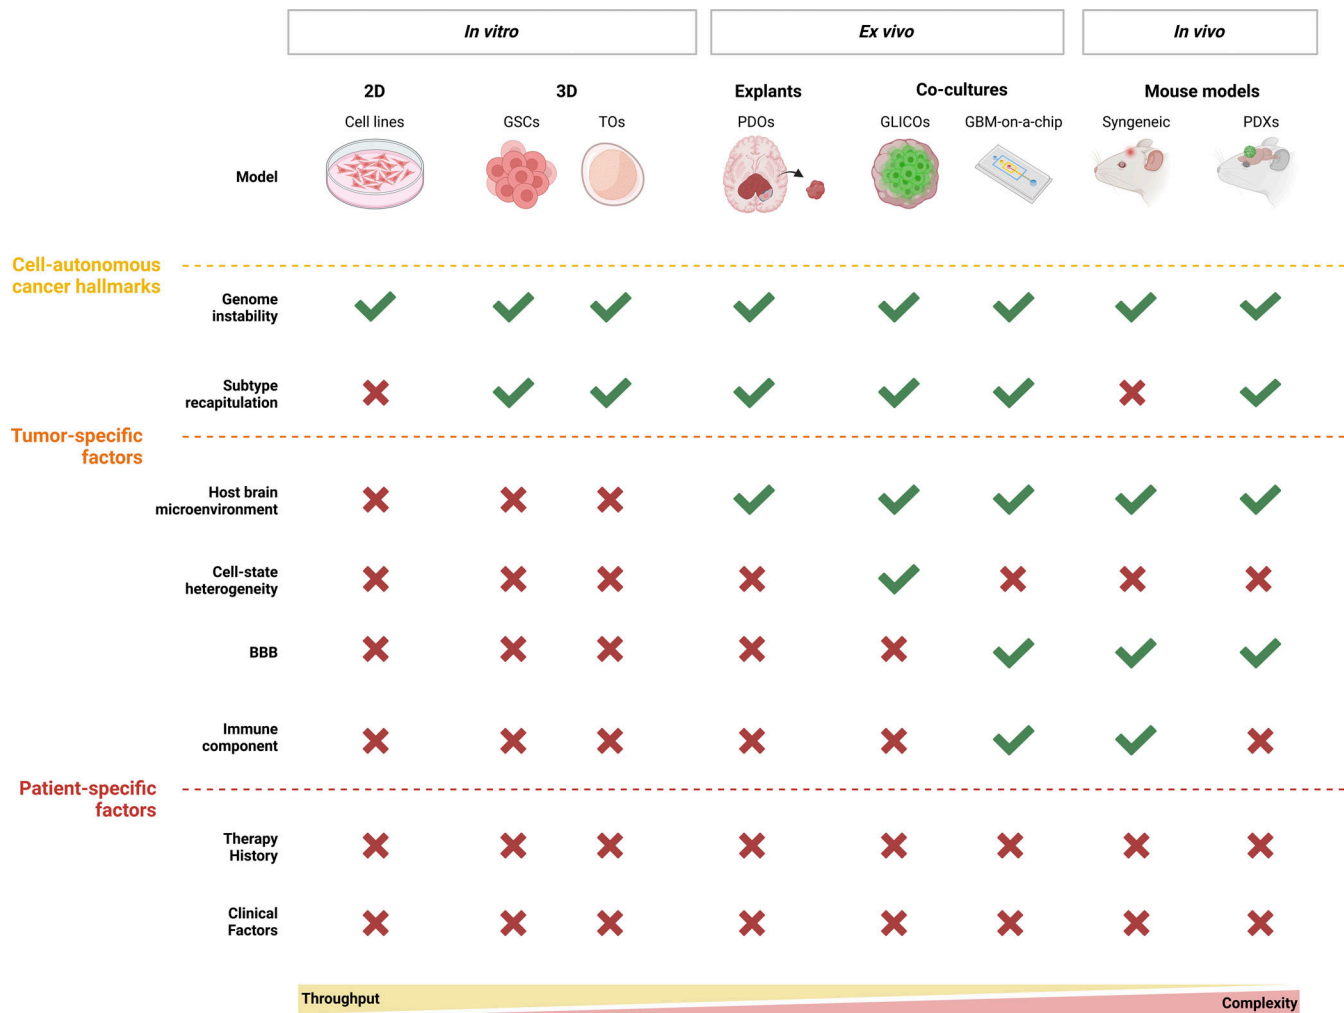 In vitro
Ex vivo
In vivo
2D
3D
Explants
Co-cultures
Mouse models
Cell lines
GSCs
TOs
PDOs
GLICOs
GBM-on-a-chip
Syngeneic
PDXs
Model
Cell-autonomous
cancer hallmarks
Genome
instability
Subtype
recapitulation
Tumor-specific
factors
Host brain
microenvironment
Cell-state
heterogeneity
BBB
Immune
component
Patient-specific
factors
Therapy
History
Clinical
Factors
Throughput
Complexity